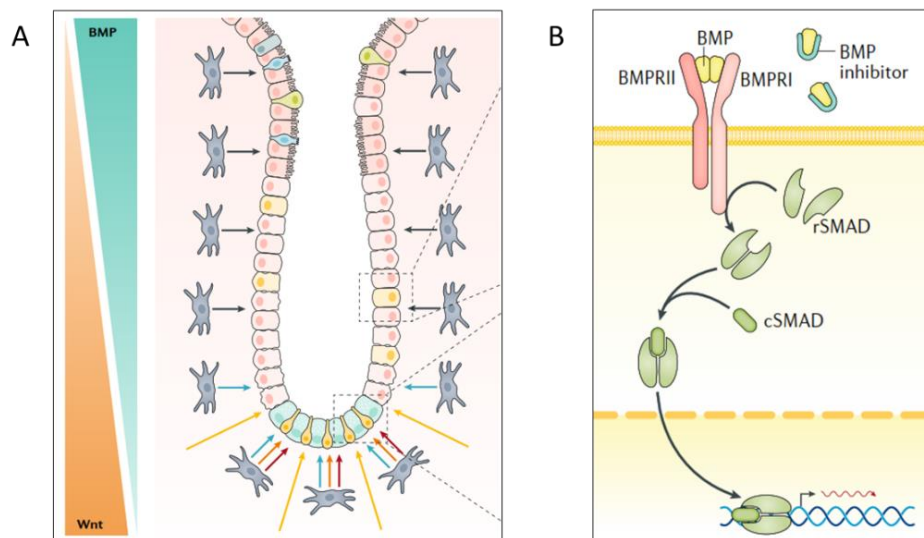 A
BMP
Wnt
B
BMP
BMPRII
BMPRI
BMP
inhibitor
rSMAD
cSMAD